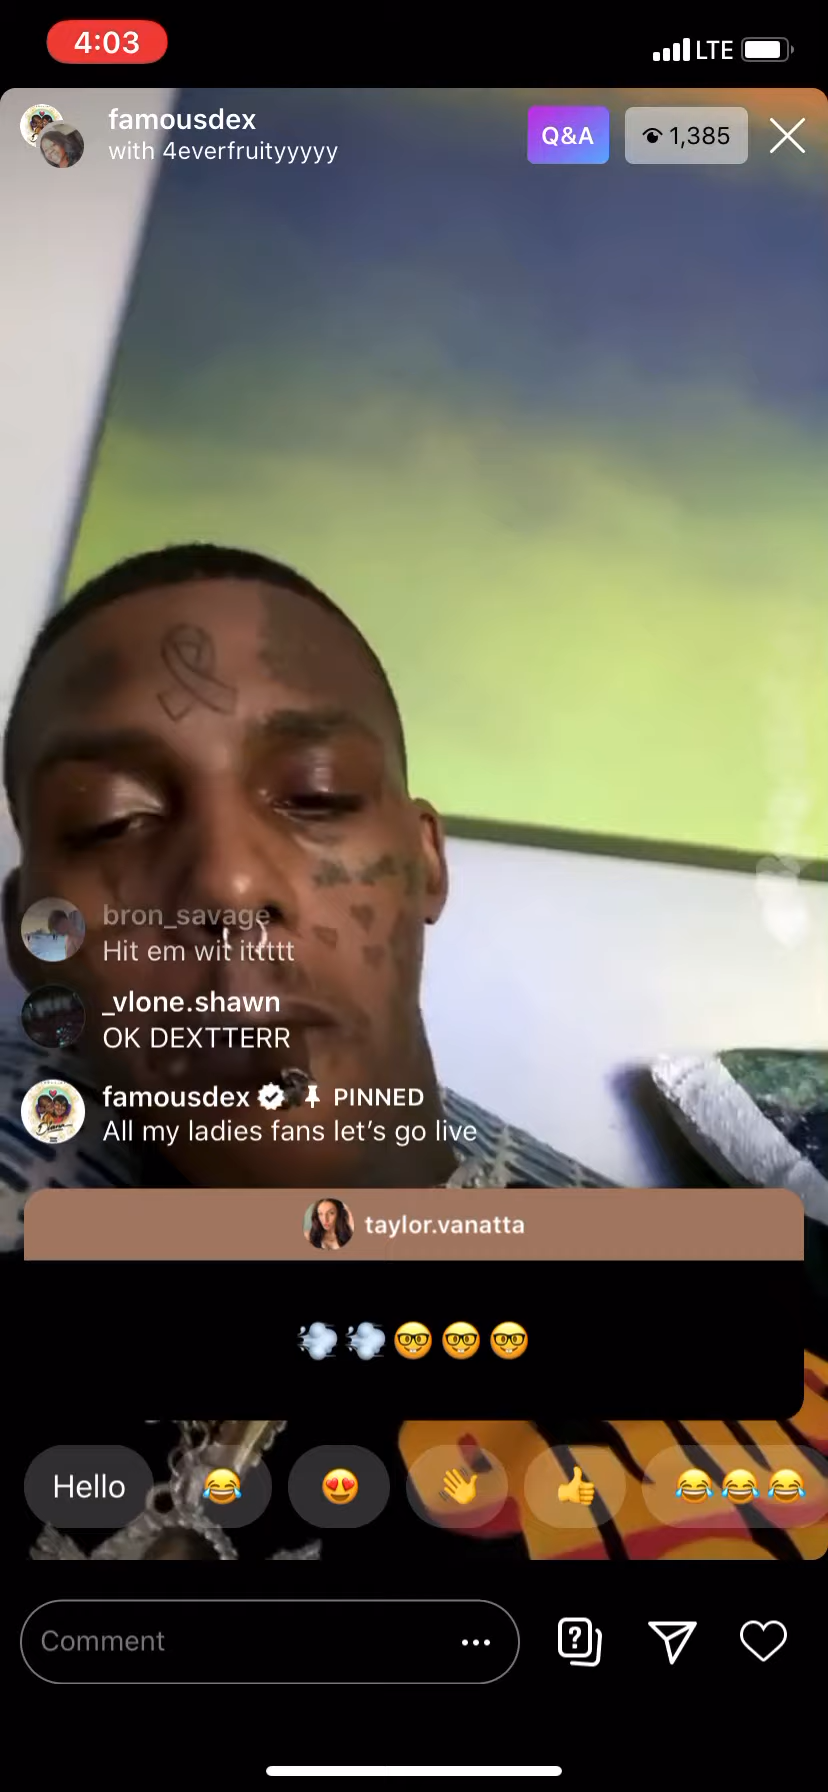 4:03
LTE
famousdex
with 4everfruityyyyy
Q&A
1,385
bron_savage
Hit em wit itttttt
_vlone.shawn
OK DEXTTERR
famousdex PINNED
All my ladies fans let's go live
taylor.vanatta
💨💨🤓🤓🤓
Hello 😂 😍 👋 👍 😂😂😂
Comment